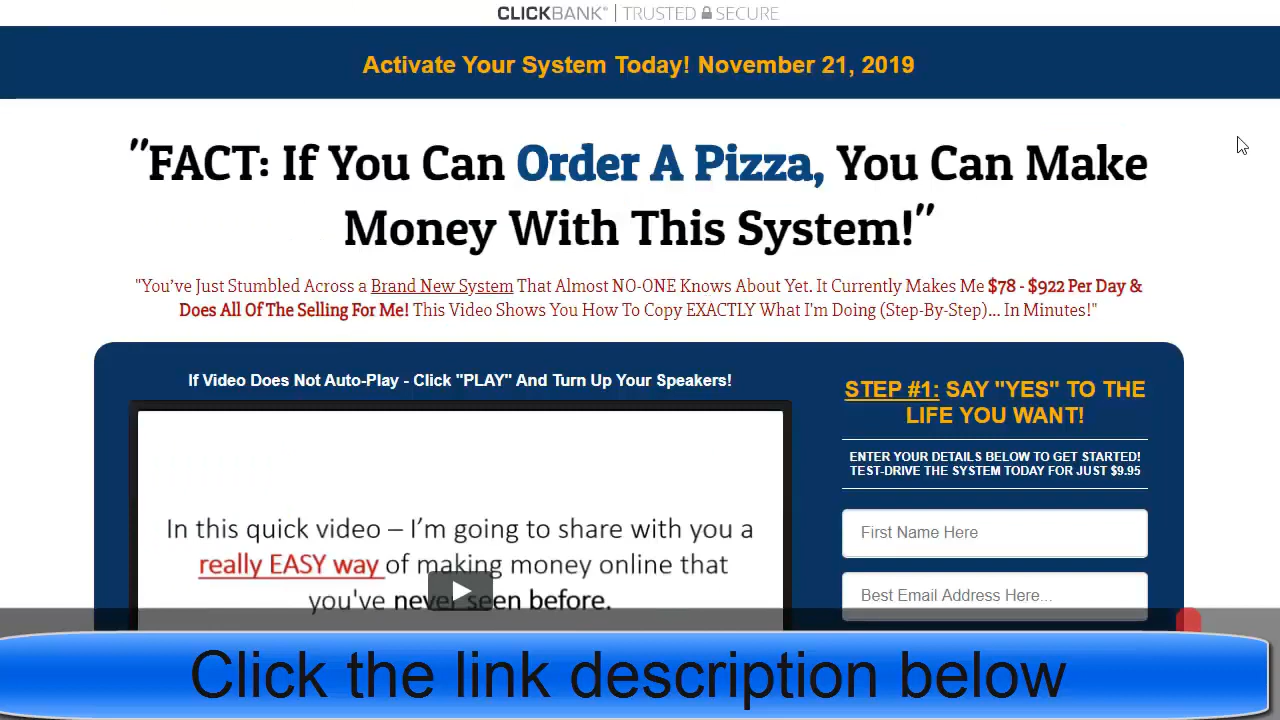 CLICKBANK® | TRUSTED SECURE
Activate Your System Today! November 21, 2019
"FACT: If You Can Order A Pizza, You Can Make
Money With This System!"
"You've Just Stumbled Across a Brand New System That Almost NO-ONE Knows About Yet. It Currently Makes Me $78 - $922 Per Day &
Does All Of The Selling For Me! This Video Shows You How To Copy EXACTLY What I'm Doing (Step-By-Step)... In Minutes!"
If Video Does Not Auto-Play - Click "PLAY" And Turn Up Your Speakers!
In this quick video – I'm going to share with you a
really EASY way of making money online that
you've never seen before.
STEP #1: SAY "YES" TO THE
LIFE YOU WANT!
ENTER YOUR DETAILS BELOW TO GET STARTED!
TEST-DRIVE THE SYSTEM TODAY FOR JUST $9.95
First Name Here
Best Email Address Here...
Click the link description below